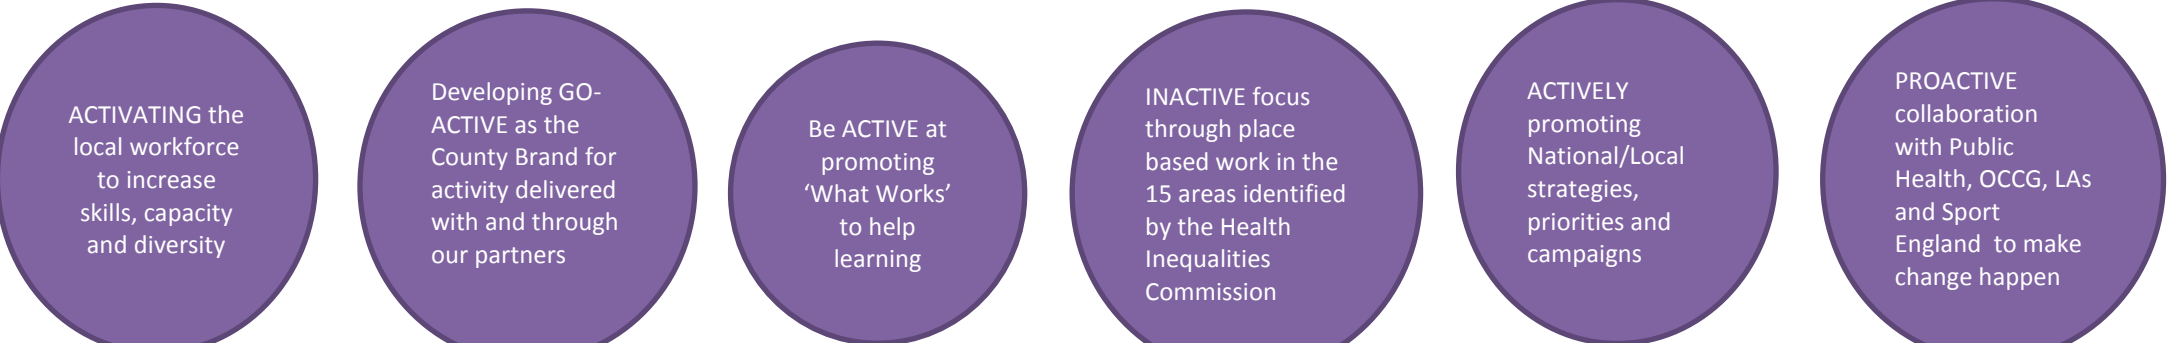 ACTIVATING the
local workforce
to increase
skills, capacity
and diversity
Developing GO-
ACTIVE as the
County Brand for
activity delivered
with and through
our partners
Be ACTIVE at
promoting
‘What Works’
to help
learning
INACTIVE focus
through place
based work in the
15 areas identified
by the Health
Inequalities
Commission
ACTIVELY
promoting
National/Local
strategies,
priorities and
campaigns
PROACTIVE
collaboration
with Public
Health, OCCG, LAs
and Sport
England  to make
change happen